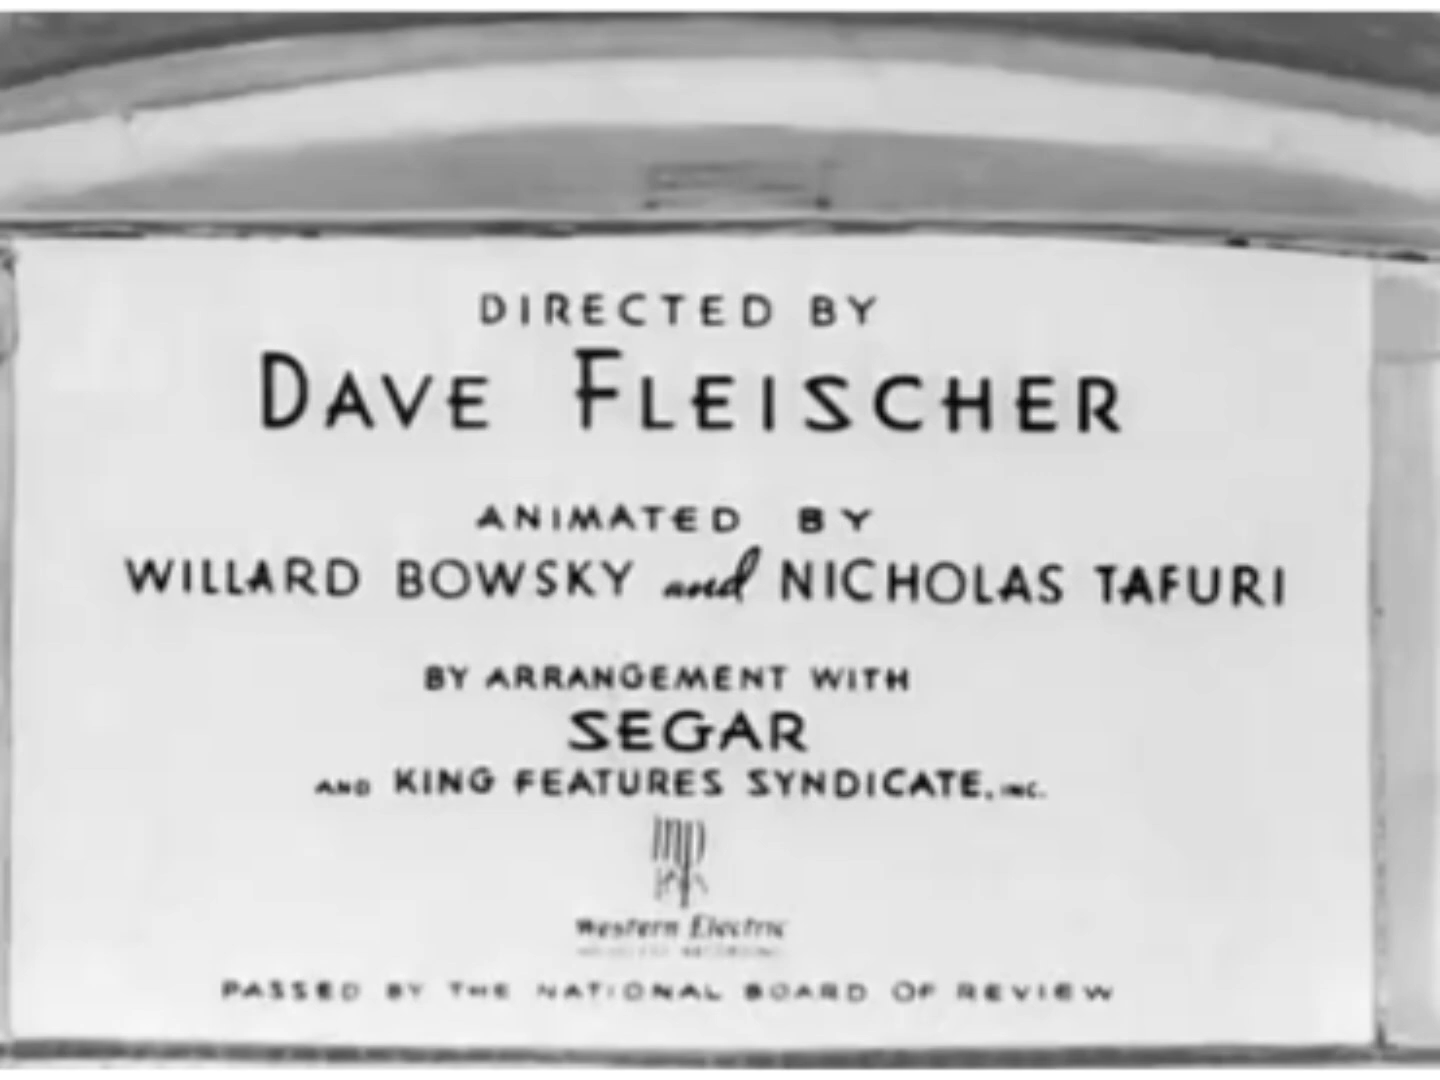 DIRECTED BY
DAVE FLEISCHER
ANIMATED BY
WILLARD BOWSKY and NICHOLAS TAFURI
BY ARRANGEMENT WITH
SEGAR
AND KING FEATURES SYNDICATE, INC.
Western Electric
PASSED BY THE NATIONAL BOARD OF REVIEW